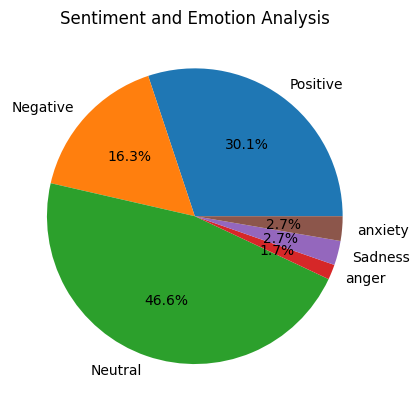 Sentiment and Emotion Analysis
Positive
30.1%
Negative
16.3%
Neutral
46.6%
anger
1.7%
Sadness
2.7%
anxiety
2.7%